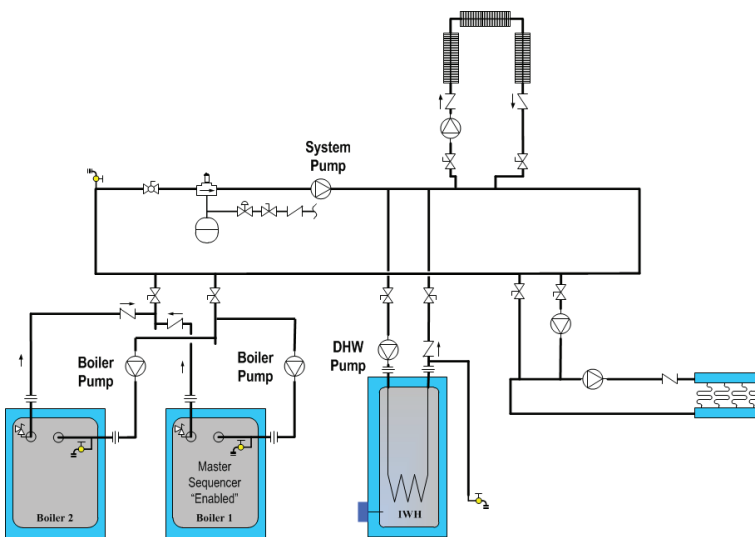 System
Pump
Boiler
Pump
Boiler
Pump
DHW
Pump
Master
Sequencer
“Enabled”
Boiler 2
Boiler 1
IWH